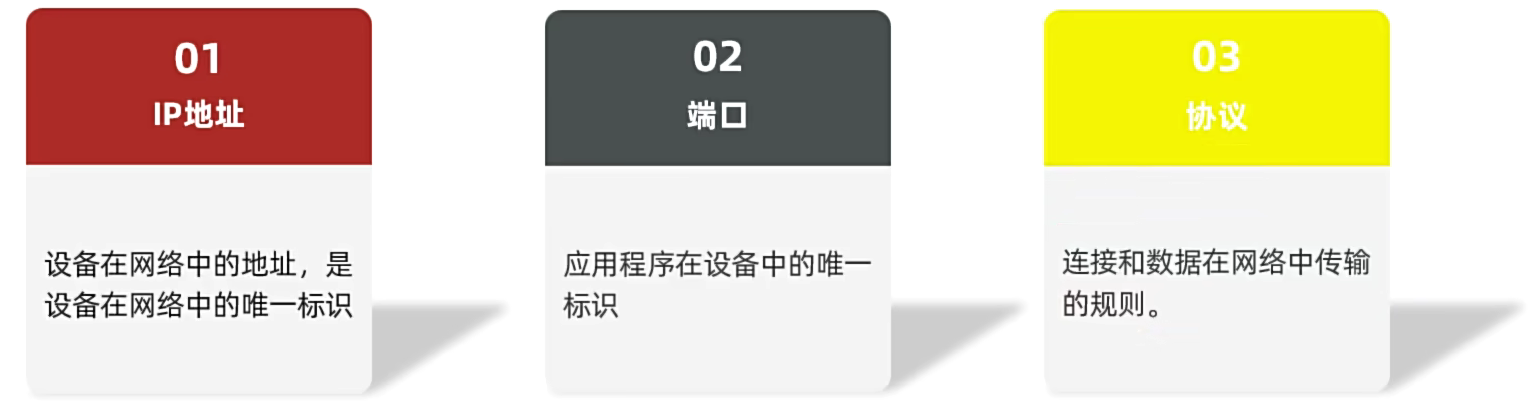 01
IP地址
设备在网络中的地址，是
设备在网络中的唯一标识
02
端口
应用程序在设备中的唯一
标识
03
协议
连接和数据在网络中传输
的规则。